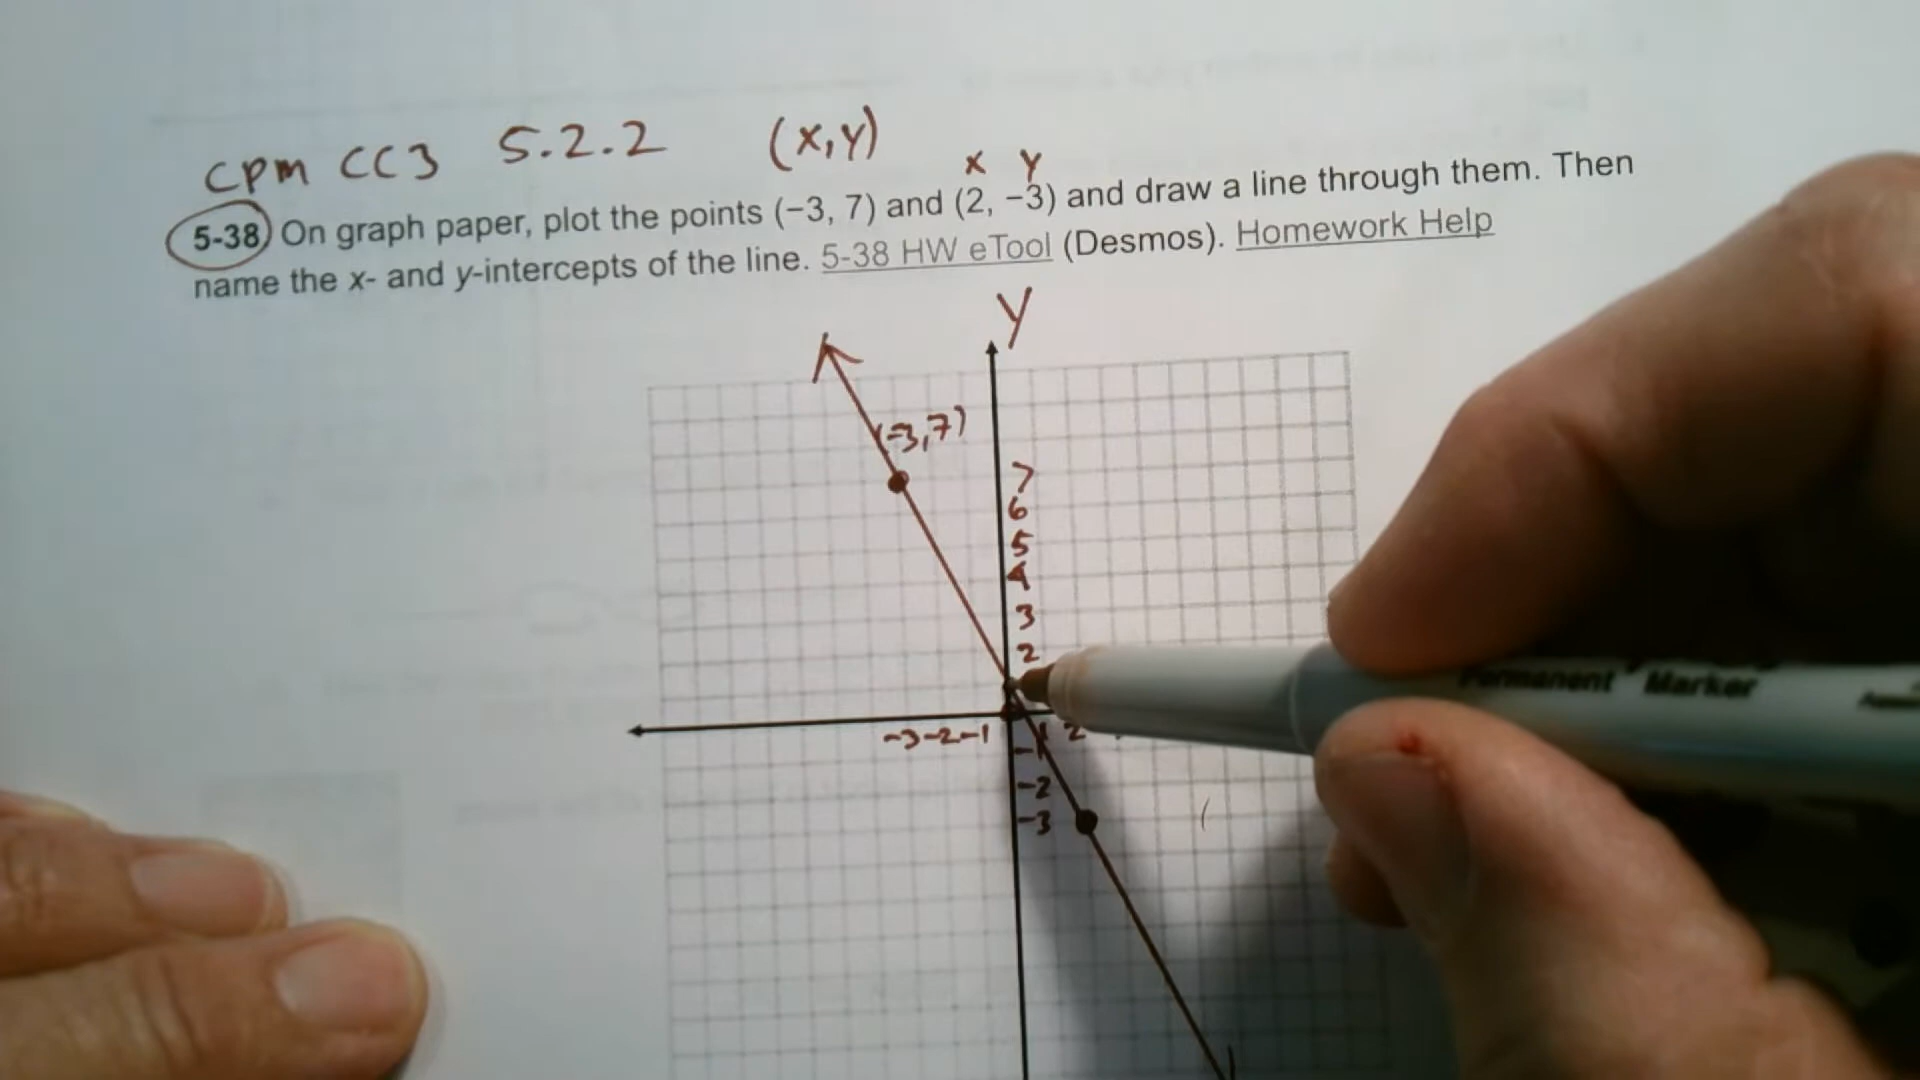 CPM CC3 5.2.2 (x,y)
x y
5-38 On graph paper, plot the points (−3, 7) and (2, −3) and draw a line through them. Then
name the x- and y-intercepts of the line. 5-38 HW eTool (Desmos). Homework Help
y
(-3,7)
7
6
5
4
3
2
Permanent Marker
-3 -2 -1 1 2
-1
-2
-3
(